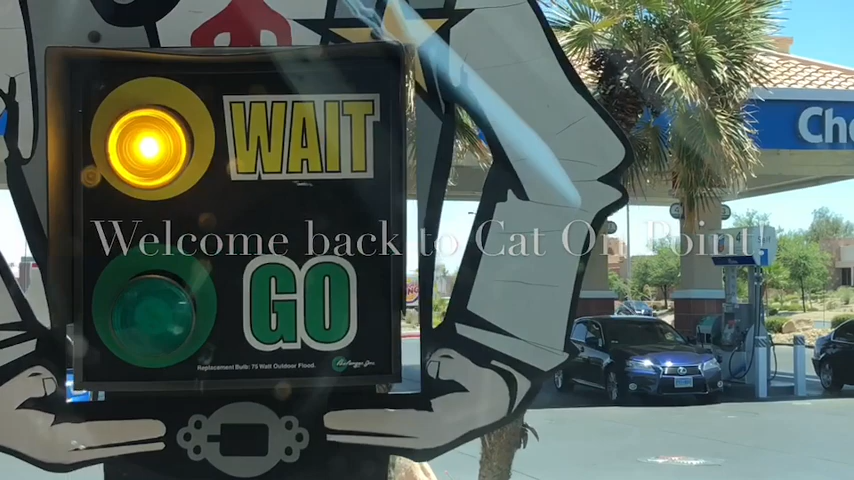 WAIT
Che
Welcome back to Cat On Point!
GO
Replacement Bulb: 75 Watt Outdoor Flood.